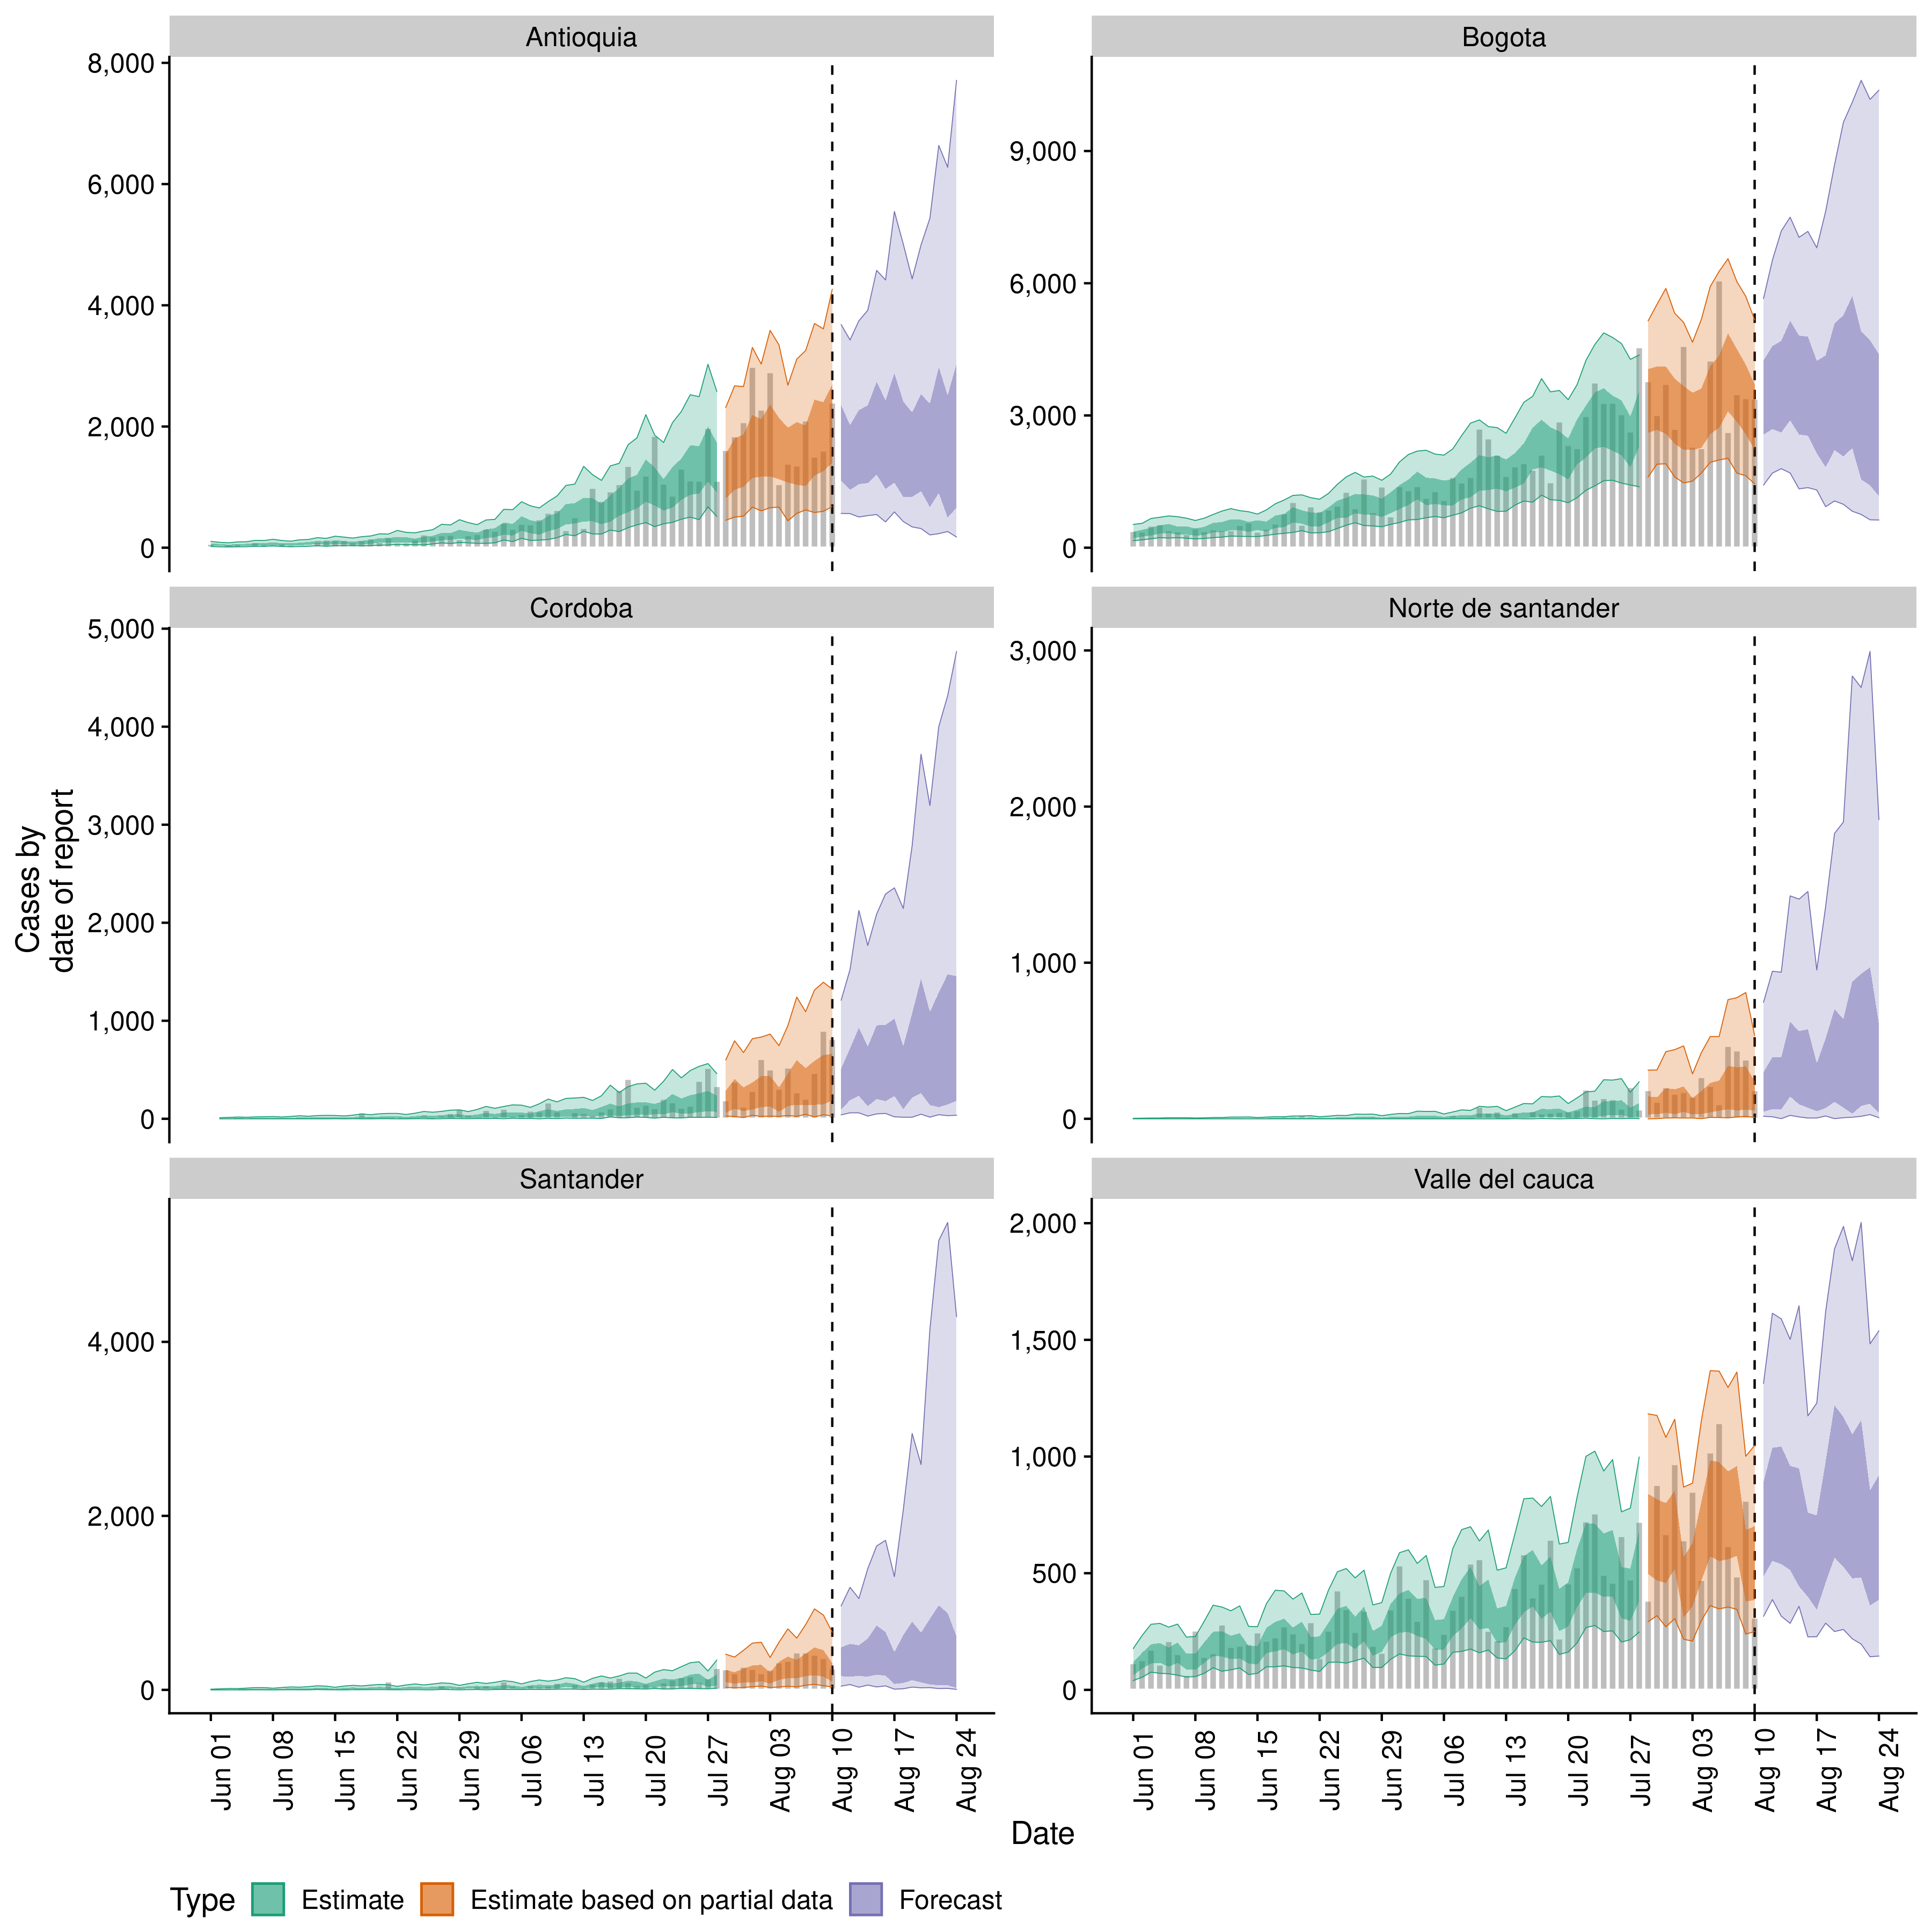 Antioquia
8,000
6,000
4,000
2,000
0
Bogota
9,000
6,000
3,000
0
Cordoba
5,000
4,000
3,000
2,000
1,000
0
Norte de santander
3,000
2,000
1,000
0
Cases by
date of report
Santander
4,000
2,000
0
Valle del cauca
2,000
1,500
1,000
500
0
Jun 01
Jun 08
Jun 15
Jun 22
Jun 29
Jul 06
Jul 13
Jul 20
Jul 27
Aug 03
Aug 10
Aug 17
Aug 24
Jun 01
Jun 08
Jun 15
Jun 22
Jun 29
Jul 06
Jul 13
Jul 20
Jul 27
Aug 03
Aug 10
Aug 17
Aug 24
Date
Type Estimate Estimate based on partial data Forecast